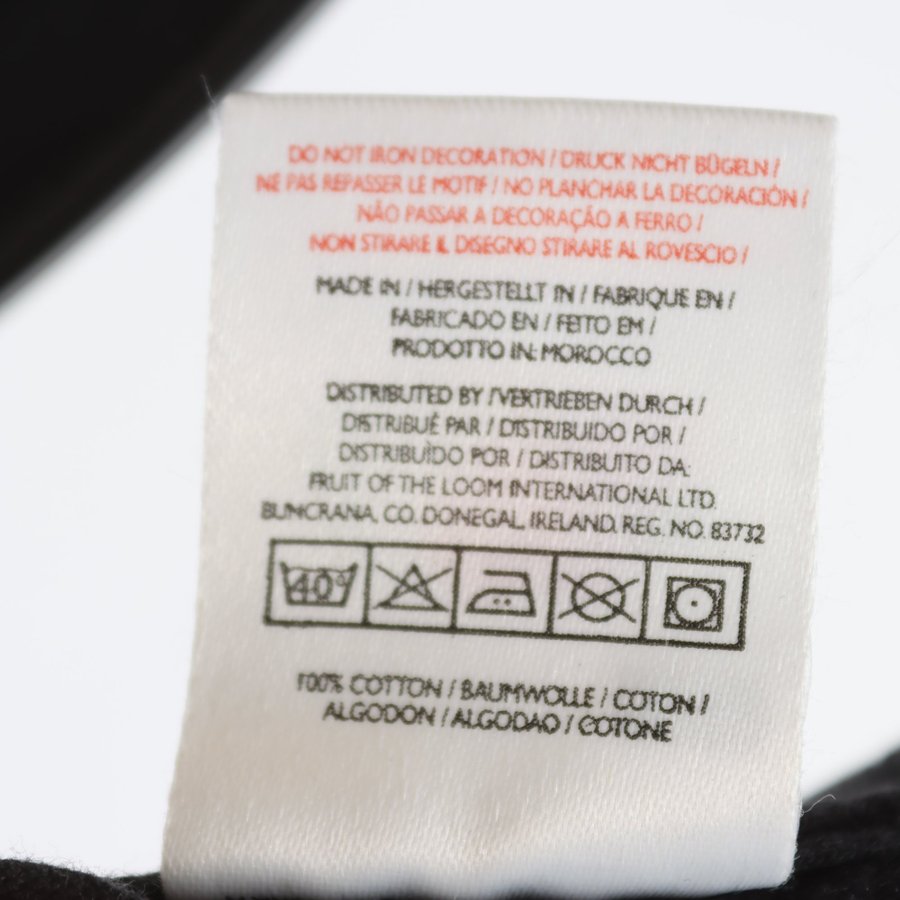 DO NOT IRON DECORATION / DRUCK NICHT BÜGELN /
NE PAS REPASSER LE MOTIF / NO PLANCHAR LA DECORACIÓN /
NÃO PASSAR A DECORAÇÃO A FERRO /
NON STIRARE IL DISEGNO STIRARE AL ROVESCIO /
MADE IN / HERGESTELLT IN / FABRIQUE EN /
FABRICADO EN / FEITO EM /
PRODOTTO IN: MOROCCO
DISTRIBUTED BY /VERTRIEBEN DURCH /
DISTRIBUÉ PAR / DISTRIBUIDO POR /
DISTRIBUÌDO POR / DISTRIBUITO DA:
FRUIT OF THE LOOM INTERNATIONAL LTD.
BUNCRANA, CO. DONEGAL, IRELAND. REG. NO. 83732
40°
100% COTTON / BAUMWOLLE / COTON /
ALGODON / ALGODAO / COTONE